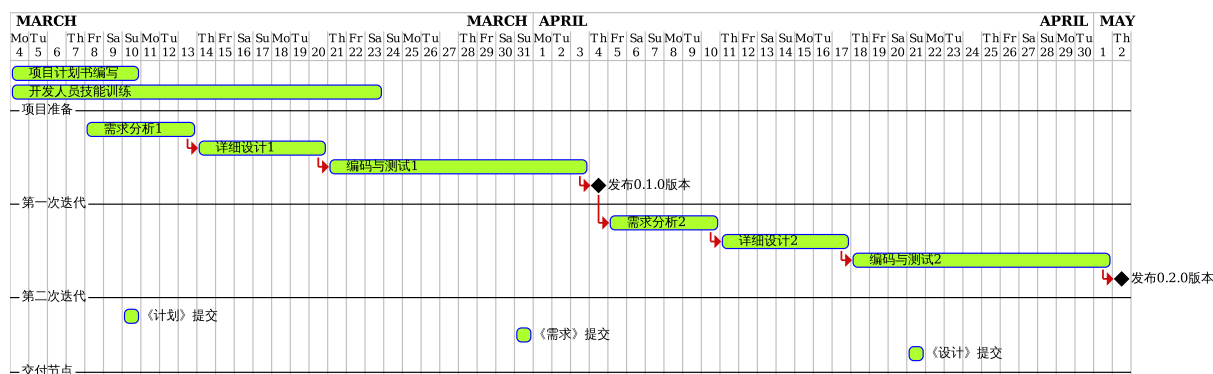 MARCH MARCH APRIL APRIL MAY
Mo Tu Th Fr Sa Su Mo Tu Th Fr Sa Su Mo Tu Th Fr Sa Su Mo Tu Th Fr Sa Su Mo Tu Th Fr Sa Su Mo Tu Th Fr Sa Su Mo Tu Th Fr Sa Su Mo Tu Th Fr Sa Su Mo Tu Th Fr Sa Su Mo Tu Th
4 5 6 7 8 9 10 11 12 13 14 15 16 17 18 19 20 21 22 23 24 25 26 27 28 29 30 31 1 2 3 4 5 6 7 8 9 10 11 12 13 14 15 16 17 18 19 20 21 22 23 24 25 26 27 28 29 30 1 2
项目计划书编写
开发人员技能训练
项目准备
需求分析1
详细设计1
编码与测试1
发布0.1.0版本
第一次迭代
需求分析2
详细设计2
编码与测试2
发布0.2.0版本
第二次迭代
《计划》提交
《需求》提交
《设计》提交
交付节点